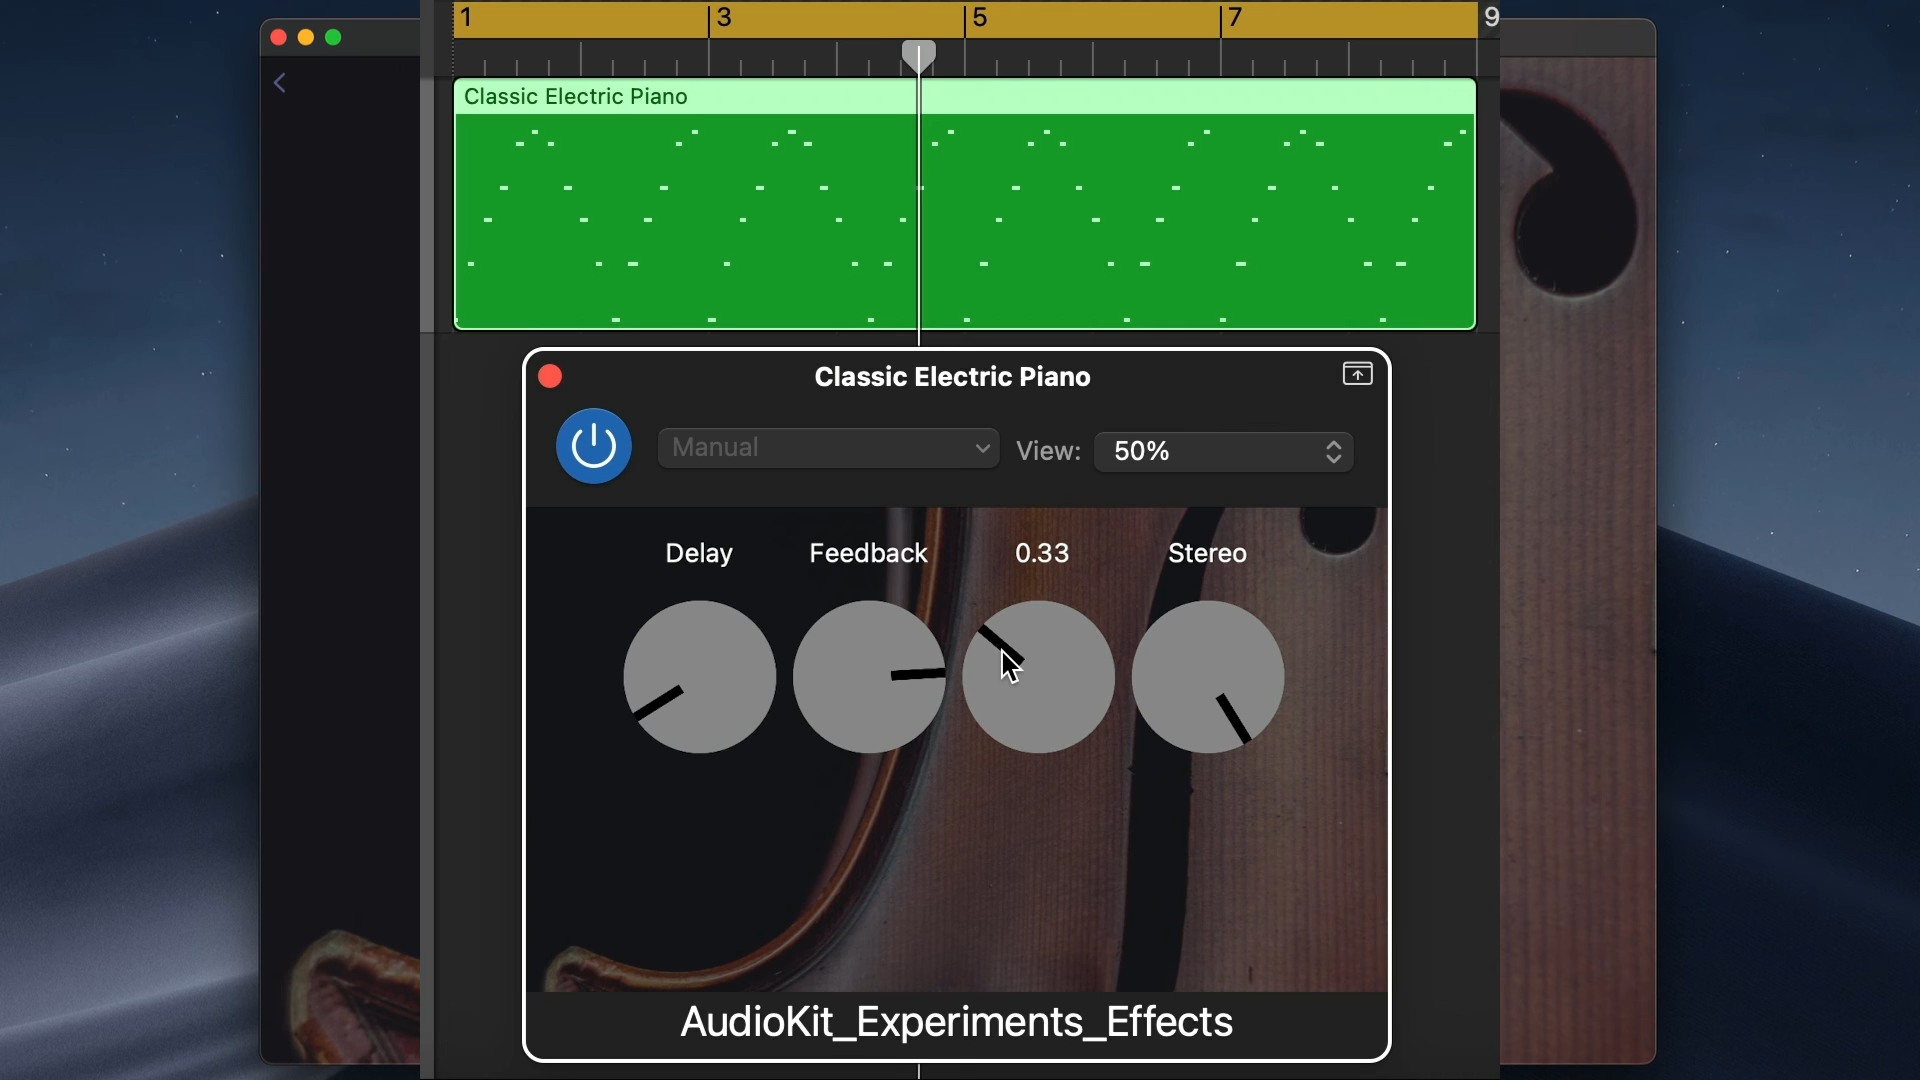 1 3 5 7 9
Classic Electric Piano
Classic Electric Piano
Manual View: 50%
Delay Feedback 0.33 Stereo
AudioKit_Experiments_Effects